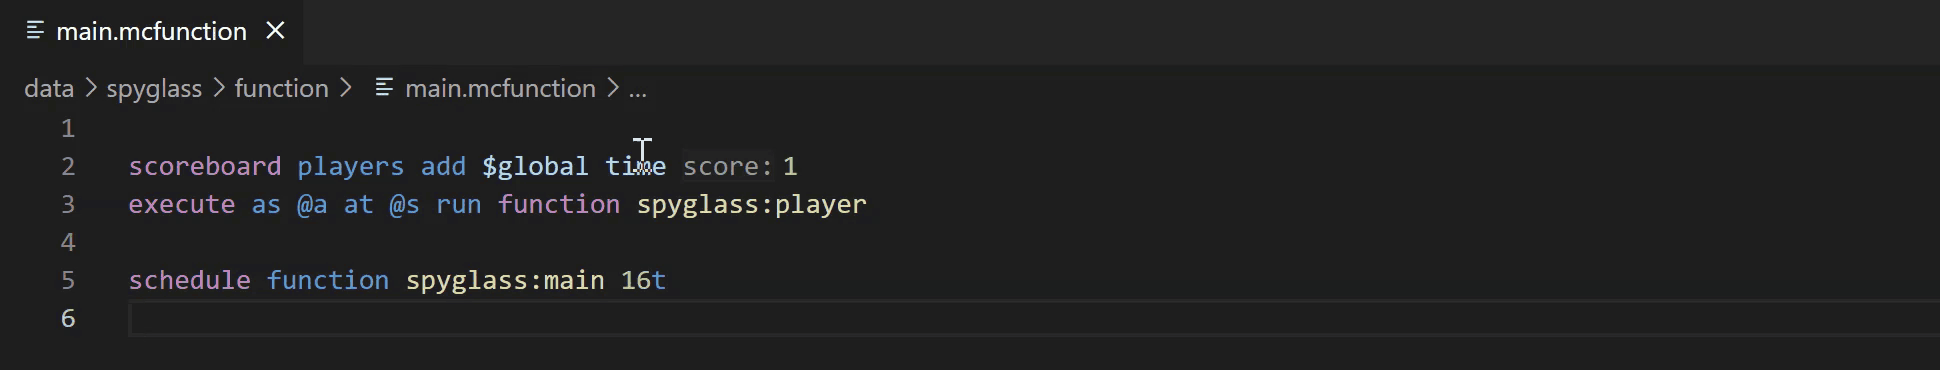 main.mcfunction
data > spyglass > function > main.mcfunction > ...
1
2 scoreboard players add $global time score: 1
3 execute as @a at @s run function spyglass:player
4
5 schedule function spyglass:main 16t
6